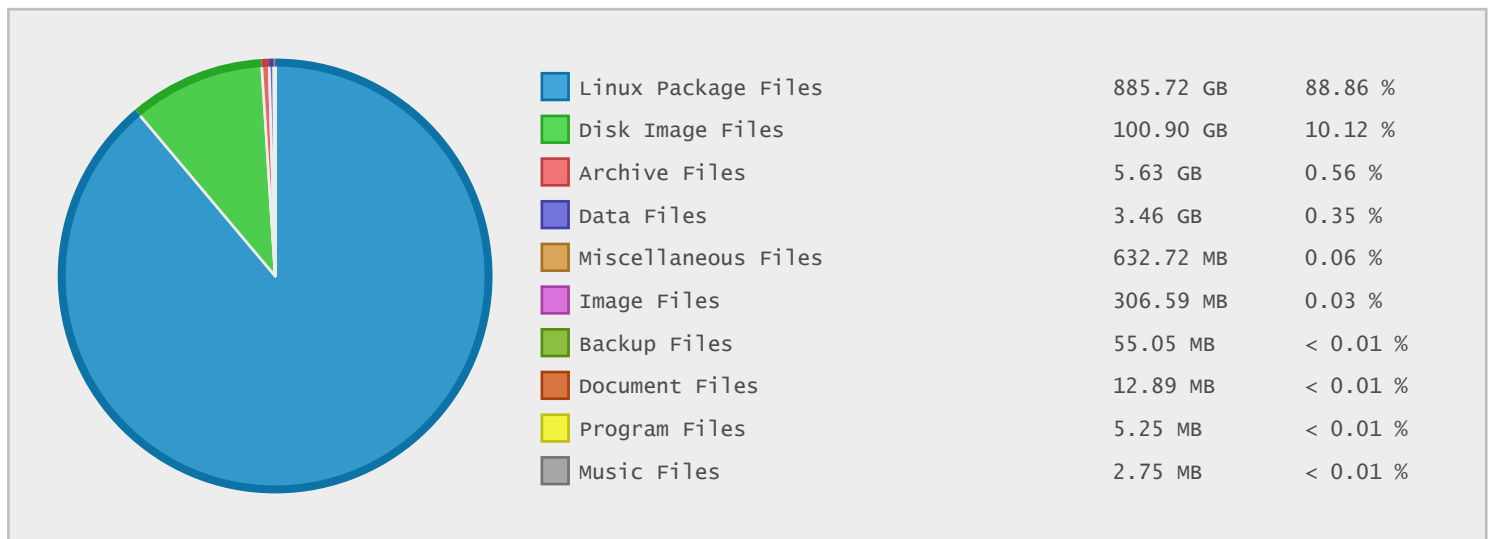 Linux Package Files 885.72 GB 88.86 %
Disk Image Files 100.90 GB 10.12 %
Archive Files 5.63 GB 0.56 %
Data Files 3.46 GB 0.35 %
Miscellaneous Files 632.72 MB 0.06 %
Image Files 306.59 MB 0.03 %
Backup Files 55.05 MB < 0.01 %
Document Files 12.89 MB < 0.01 %
Program Files 5.25 MB < 0.01 %
Music Files 2.75 MB < 0.01 %